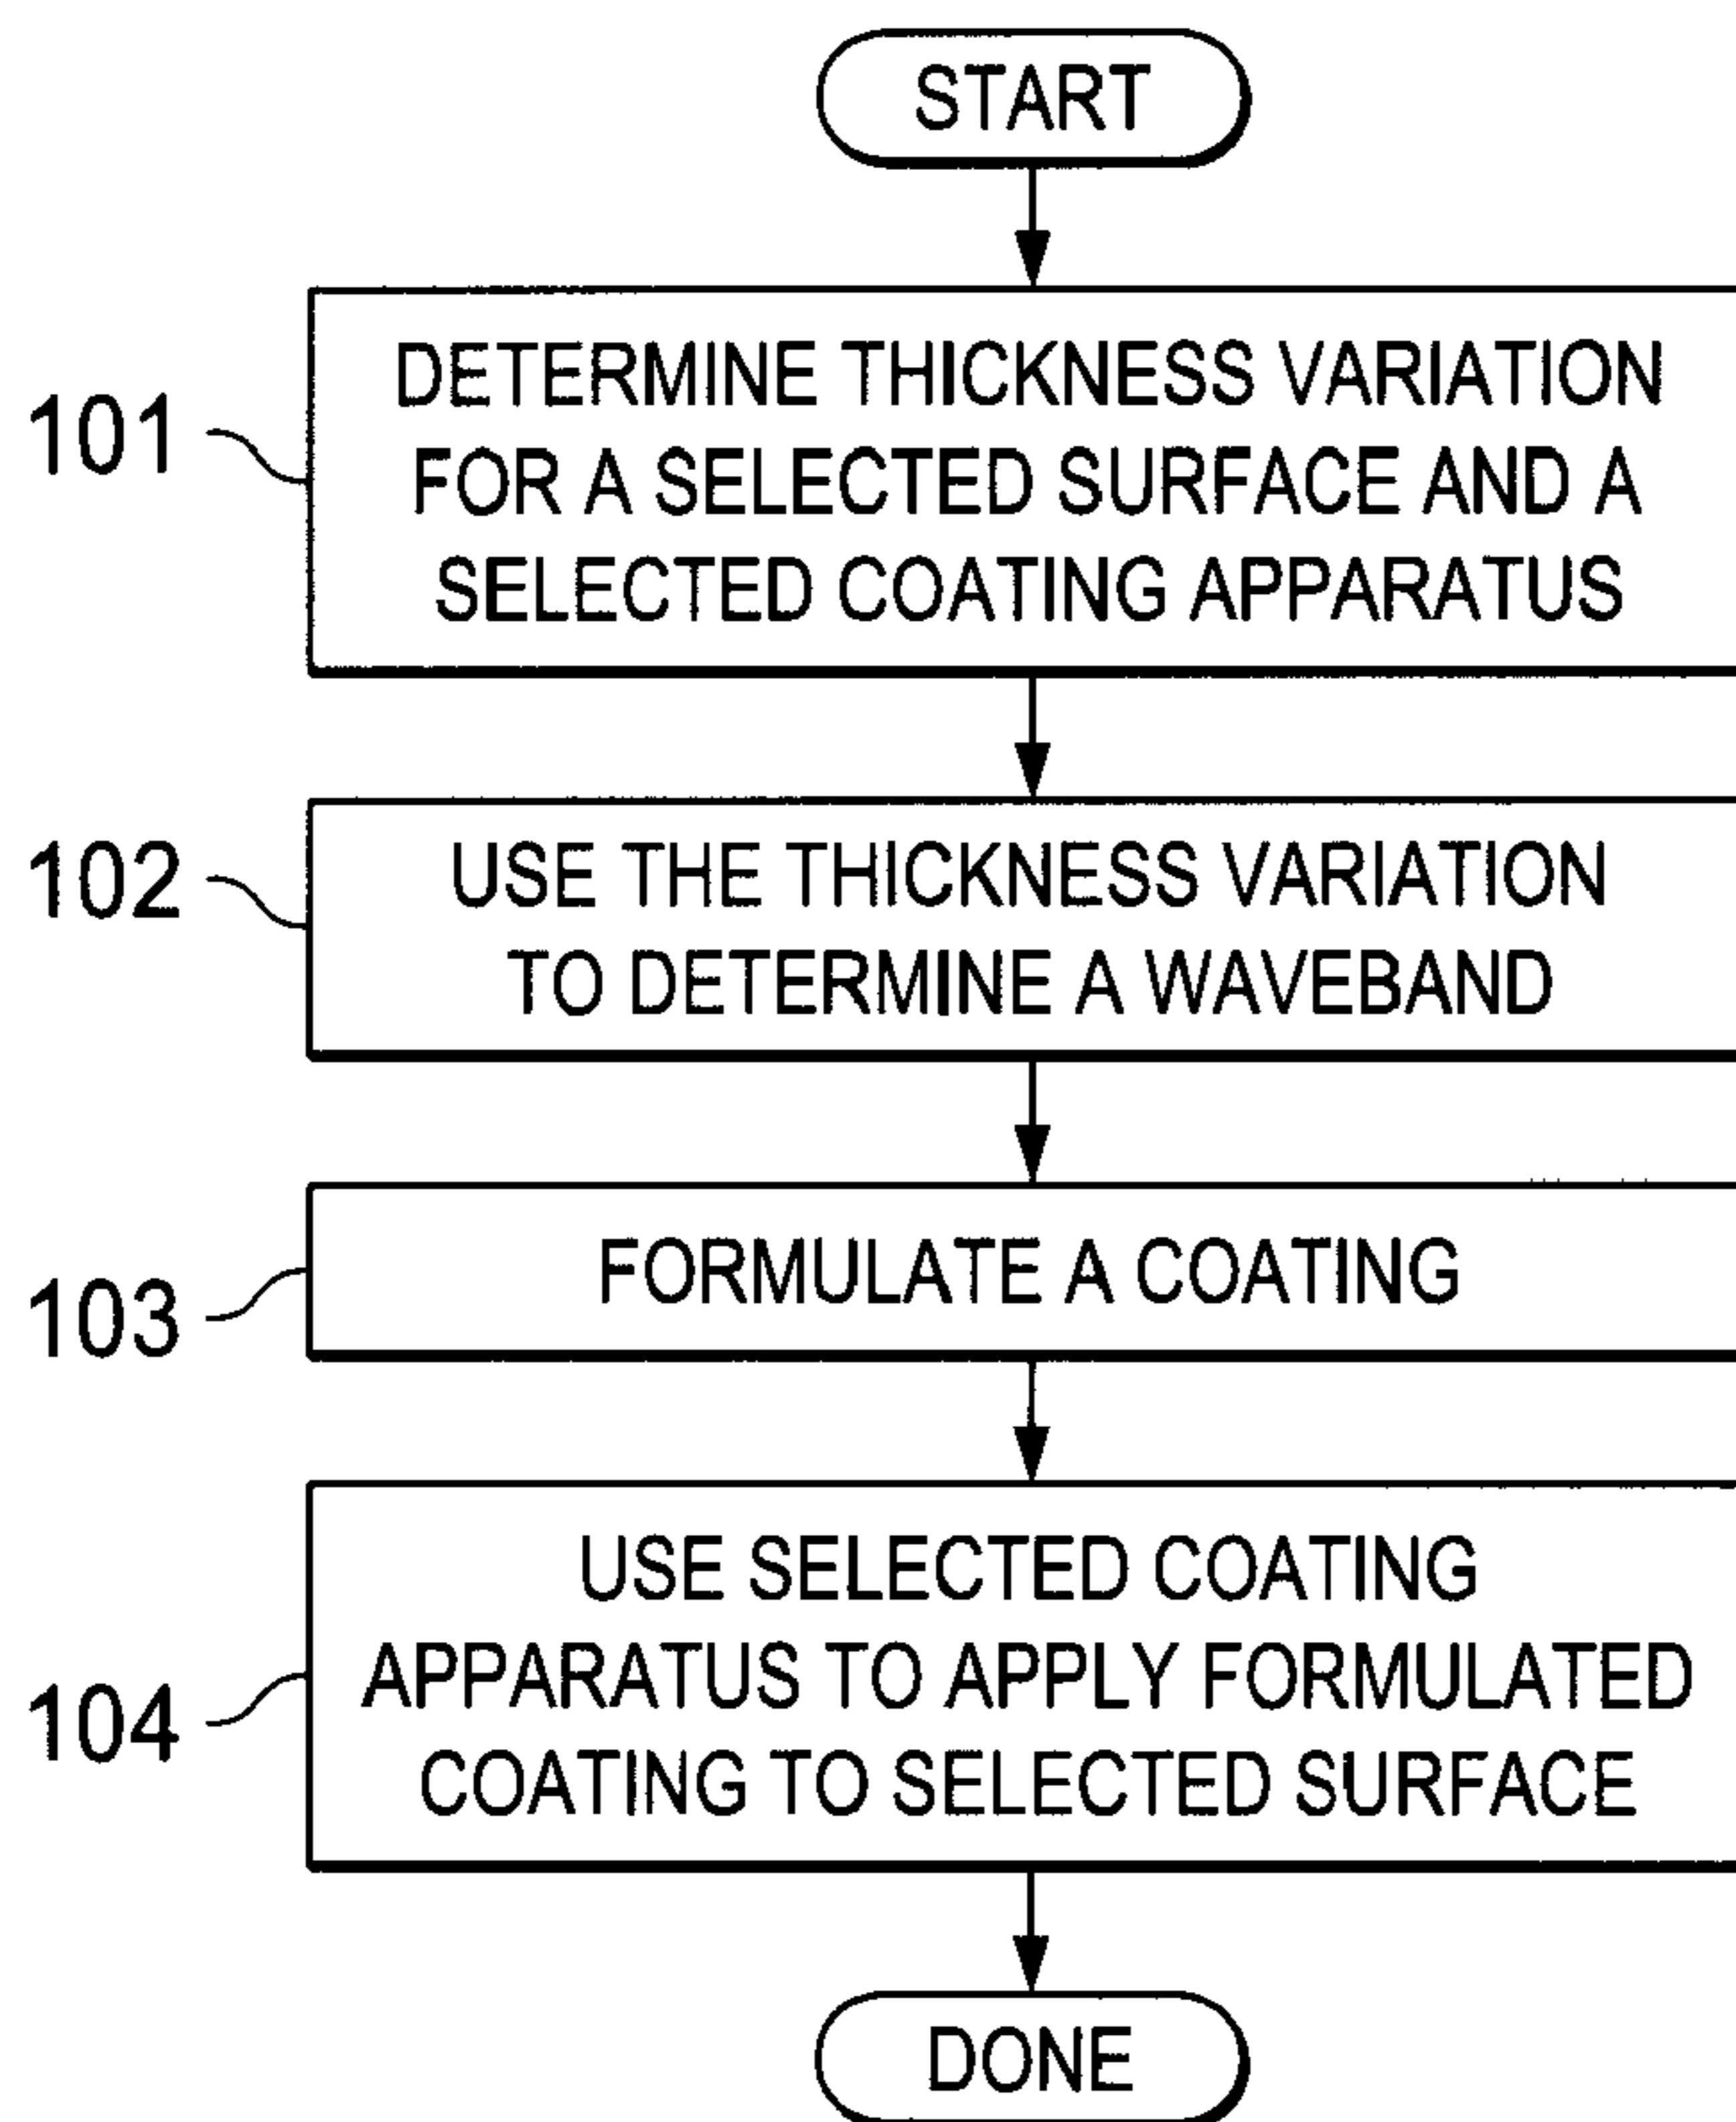 START
101
DETERMINE THICKNESS VARIATION
FOR A SELECTED SURFACE AND A
SELECTED COATING APPARATUS
102
USE THE THICKNESS VARIATION
TO DETERMINE A WAVEBAND
103
FORMULATE A COATING
104
USE SELECTED COATING
APPARATUS TO APPLY FORMULATED
COATING TO SELECTED SURFACE
DONE